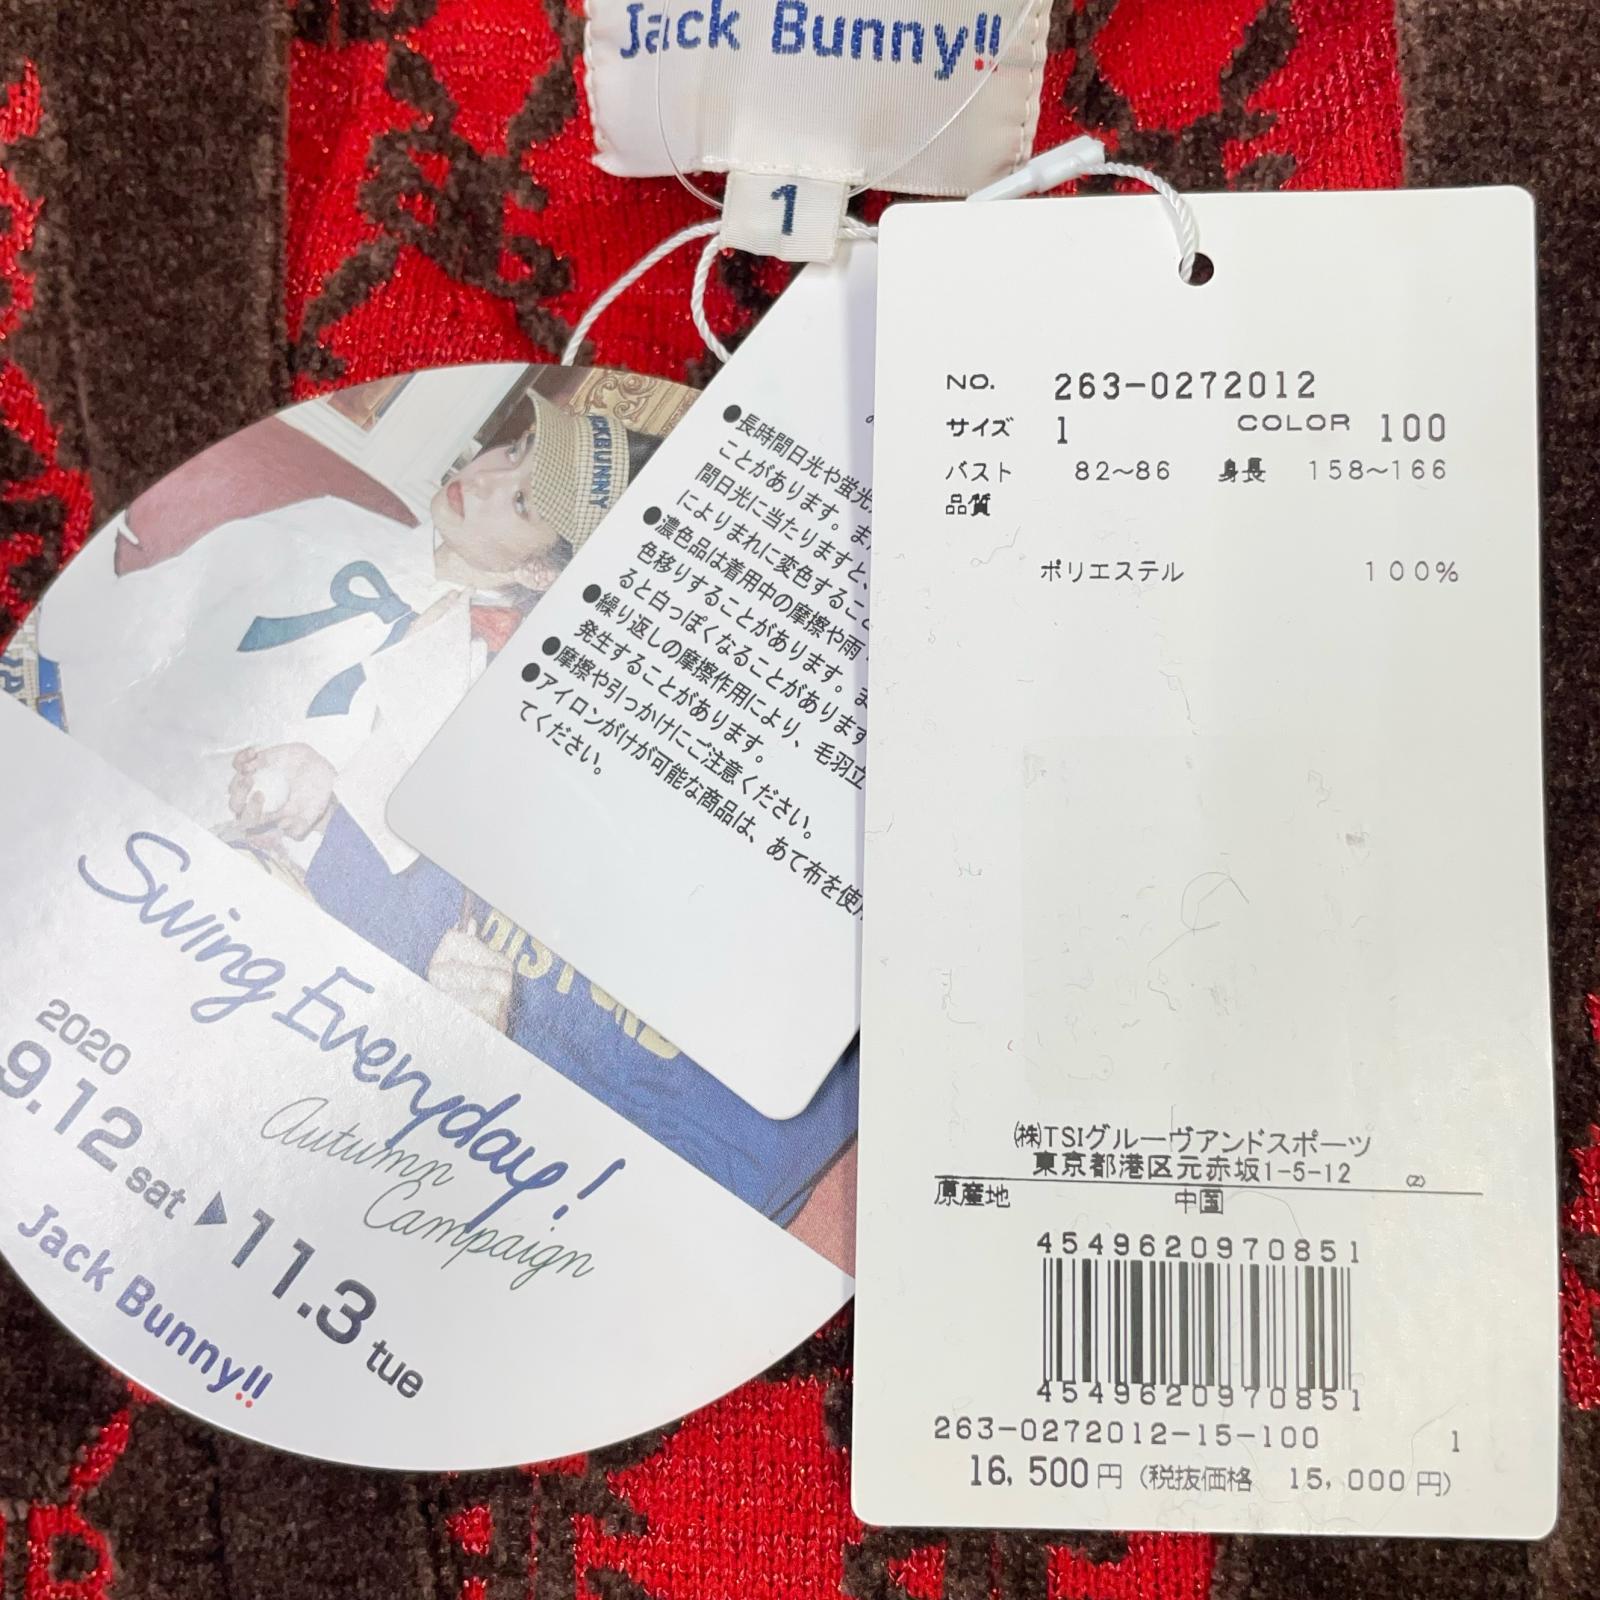 Jack Bunny!!
1
NO. 263-0272012
サイズ 1 COLOR 100
バスト 82～86 身長 158～166
品質
ポリエステル 100%
㈱TSIグルーヴアンドスポーツ
東京都港区元赤坂1-5-12 (Z)
原産地 中国
4549620970851
4549620970851
263-0272012-15-100 1
16,500円 (税抜価格 15,000円)
●長時間日光や蛍光
ことがあります。ま
間日光に当たりますと、
によりまれに変色するこ
●濃色品は着用中の摩擦や雨
色移りすることがあります。ま
ると白っぽくなることがあります
●繰り返しの摩擦作用により、毛羽立
発生することがあります。
●摩擦や引っかけにご注意ください。
●アイロンがけが可能な商品は、あて布を使用
てください。
JACKBUNNY
Swing Everyday!
Autumn
Campaign
2020
9.12 sat ▶ 11.3 tue
Jack Bunny!!